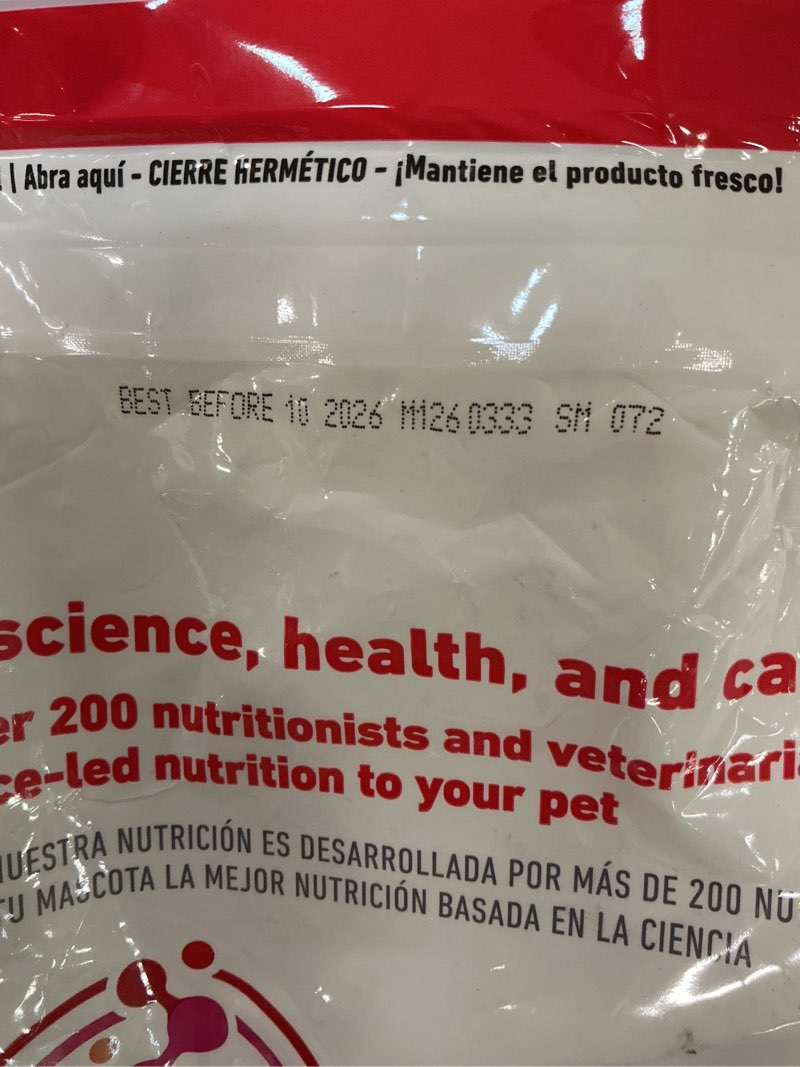 | Abra aquí - CIERRE HERMÉTICO - ¡Mantiene el producto fresco!
BEST BEFORE 10 2026 M1260333 SM 072
science, health, and ca
er 200 nutritionists and veterinari
ce-led nutrition to your pet
NUESTRA NUTRICIÓN ES DESARROLLADA POR MÁS DE 200 NU
TU MASCOTA LA MEJOR NUTRICIÓN BASADA EN LA CIENCIA